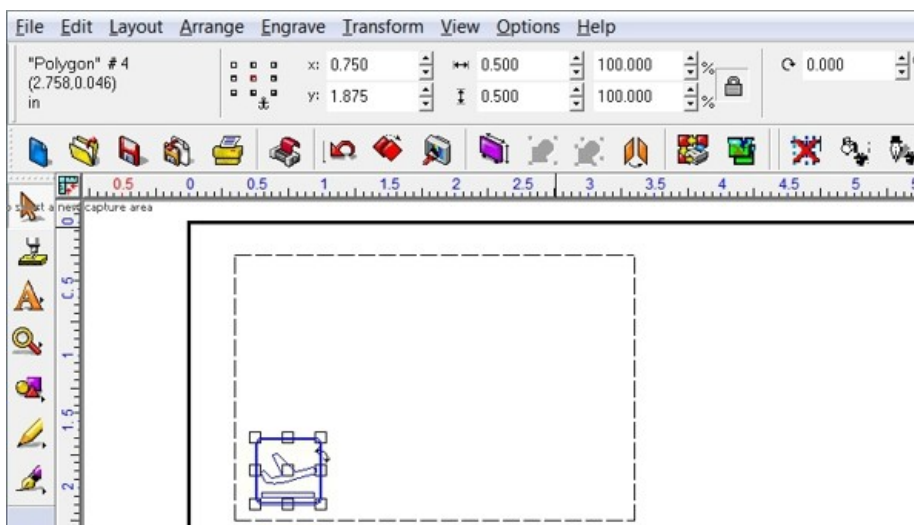 File Edit Layout Arrange Engrave Transform View Options Help
"Polygon" # 4
(2.758,0.046)
in
x: 0.750
y: 1.875
0.500
0.500
100.000 %
100.000 %
0.000
0.5 0 0.5 1 1.5 2 2.5 3 3.5 4 4.5 5
a new capture area
0
0.5
1
1.5
2